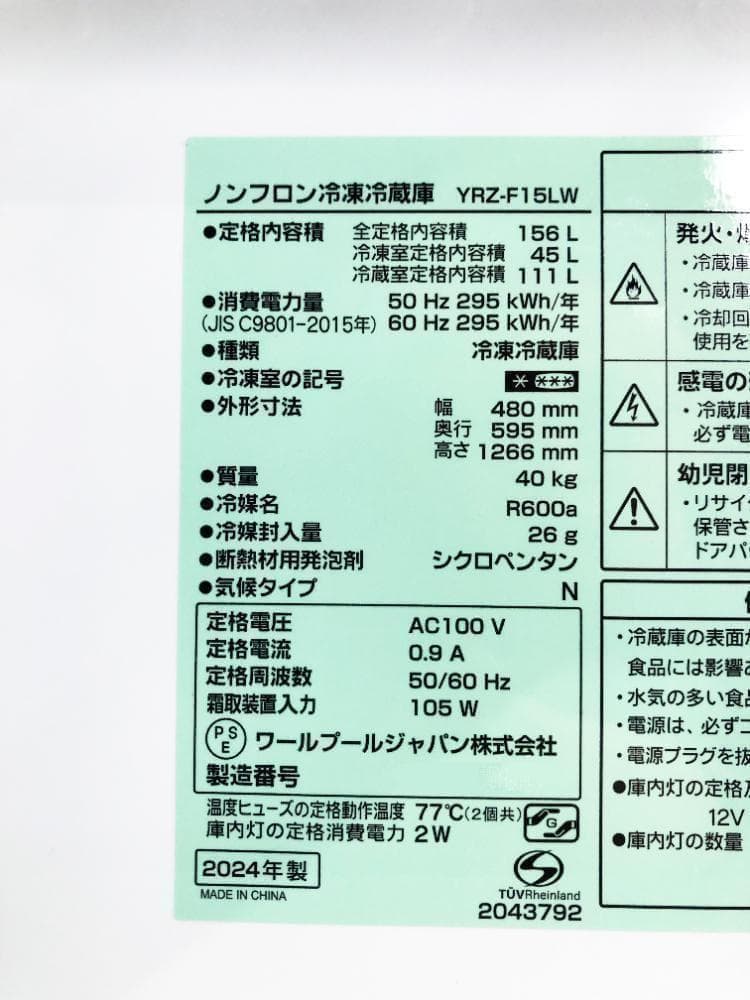 ノンフロン冷凍冷蔵庫 YRZ-F15LW
●定格内容積 全定格内容積 156 L
冷凍室定格内容積 45 L
冷蔵室定格内容積 111 L
●消費電力量 50 Hz 295 kWh/年
(JIS C9801-2015年) 60 Hz 295 kWh/年
●種類 冷凍冷蔵庫
●冷凍室の記号
●外形寸法 幅 480 mm
奥行 595 mm
高さ 1266 mm
●質量 40 kg
●冷媒名 R600a
●冷媒封入量 26 g
●断熱材用発泡剤 シクロペンタン
●気候タイプ N
定格電圧 AC100 V
定格電流 0.9 A
定格周波数 50/60 Hz
霜取装置入力 105 W
PSE ワールプールジャパン株式会社
製造番号
温度ヒューズの定格動作温度 77℃(2個共)
庫内灯の定格消費電力 2W
G
2024年製
MADE IN CHINA
TÜVRheinland
2043792
発火・
・冷蔵庫
・冷蔵庫
・冷却回
使用を
感電の
・冷蔵庫
必ず電
幼児閉
・リサイ
保管さ
ドアパ
・冷蔵庫の表面が
食品には影響
・水気の多い食品
・電源は、必ず
・電源プラグを抜
●庫内灯の定格及
12V
●庫内灯の数量